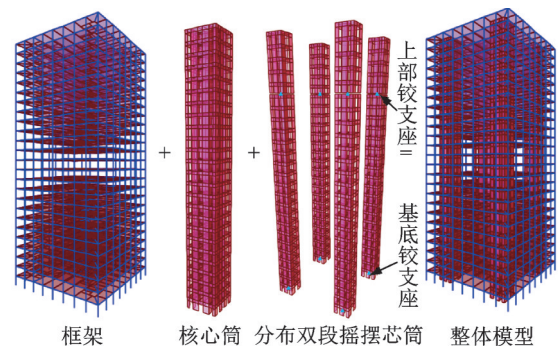 上部铰支座
基底铰支座
+
+
=
框架
核心筒
分布双段摇摆芯筒
整体模型